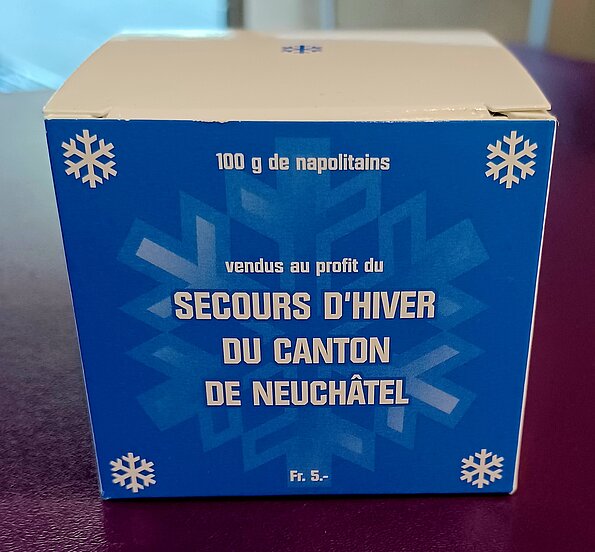 100 g de napolitains
vendus au profit du
SECOURS D'HIVER
DU CANTON
DE NEUCHÂTEL
Fr. 5.-